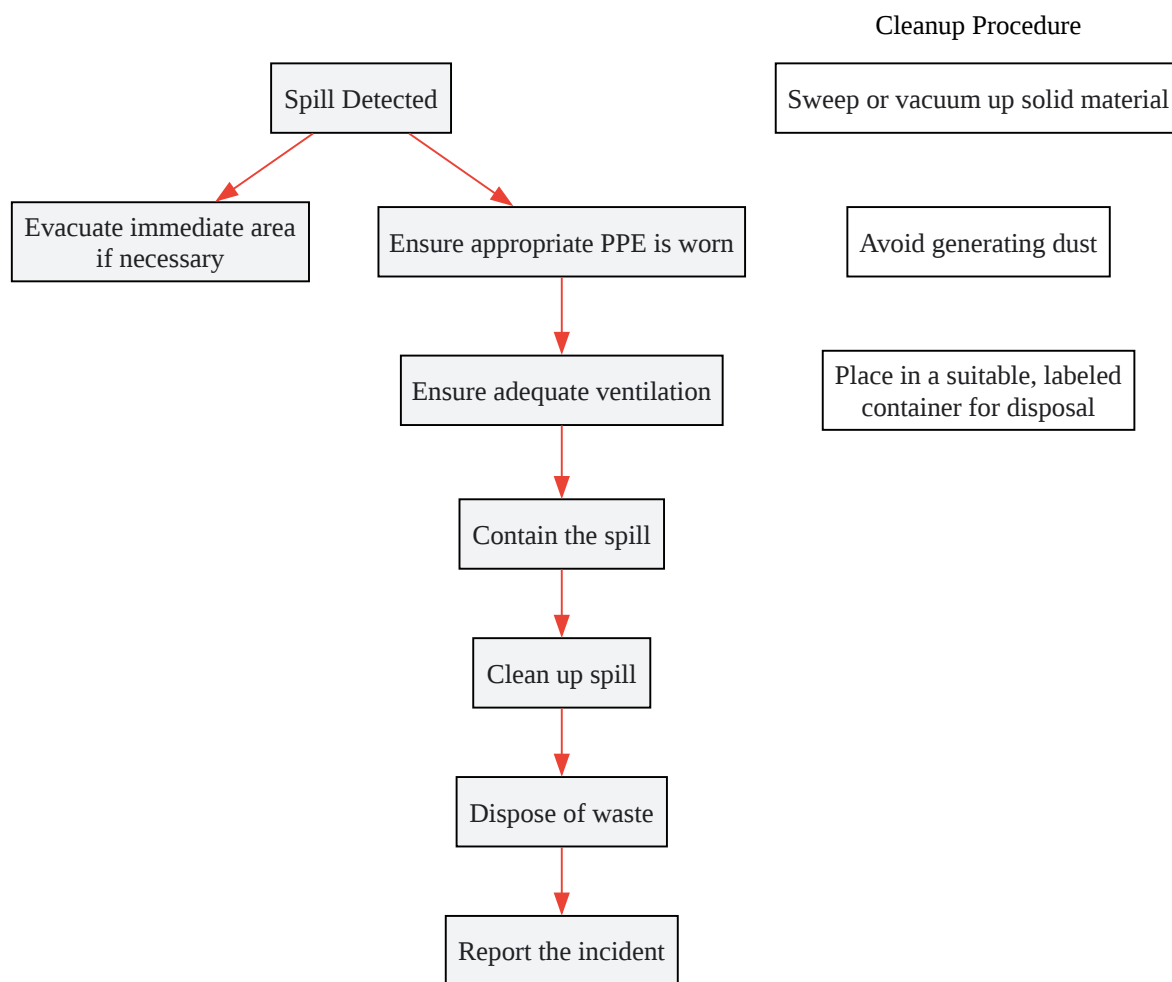 Cleanup Procedure
Spill Detected
Sweep or vacuum up solid material
Evacuate immediate area
if necessary
Ensure appropriate PPE is worn
Avoid generating dust
Ensure adequate ventilation
Place in a suitable, labeled
container for disposal
Contain the spill
Clean up spill
Dispose of waste
Report the incident